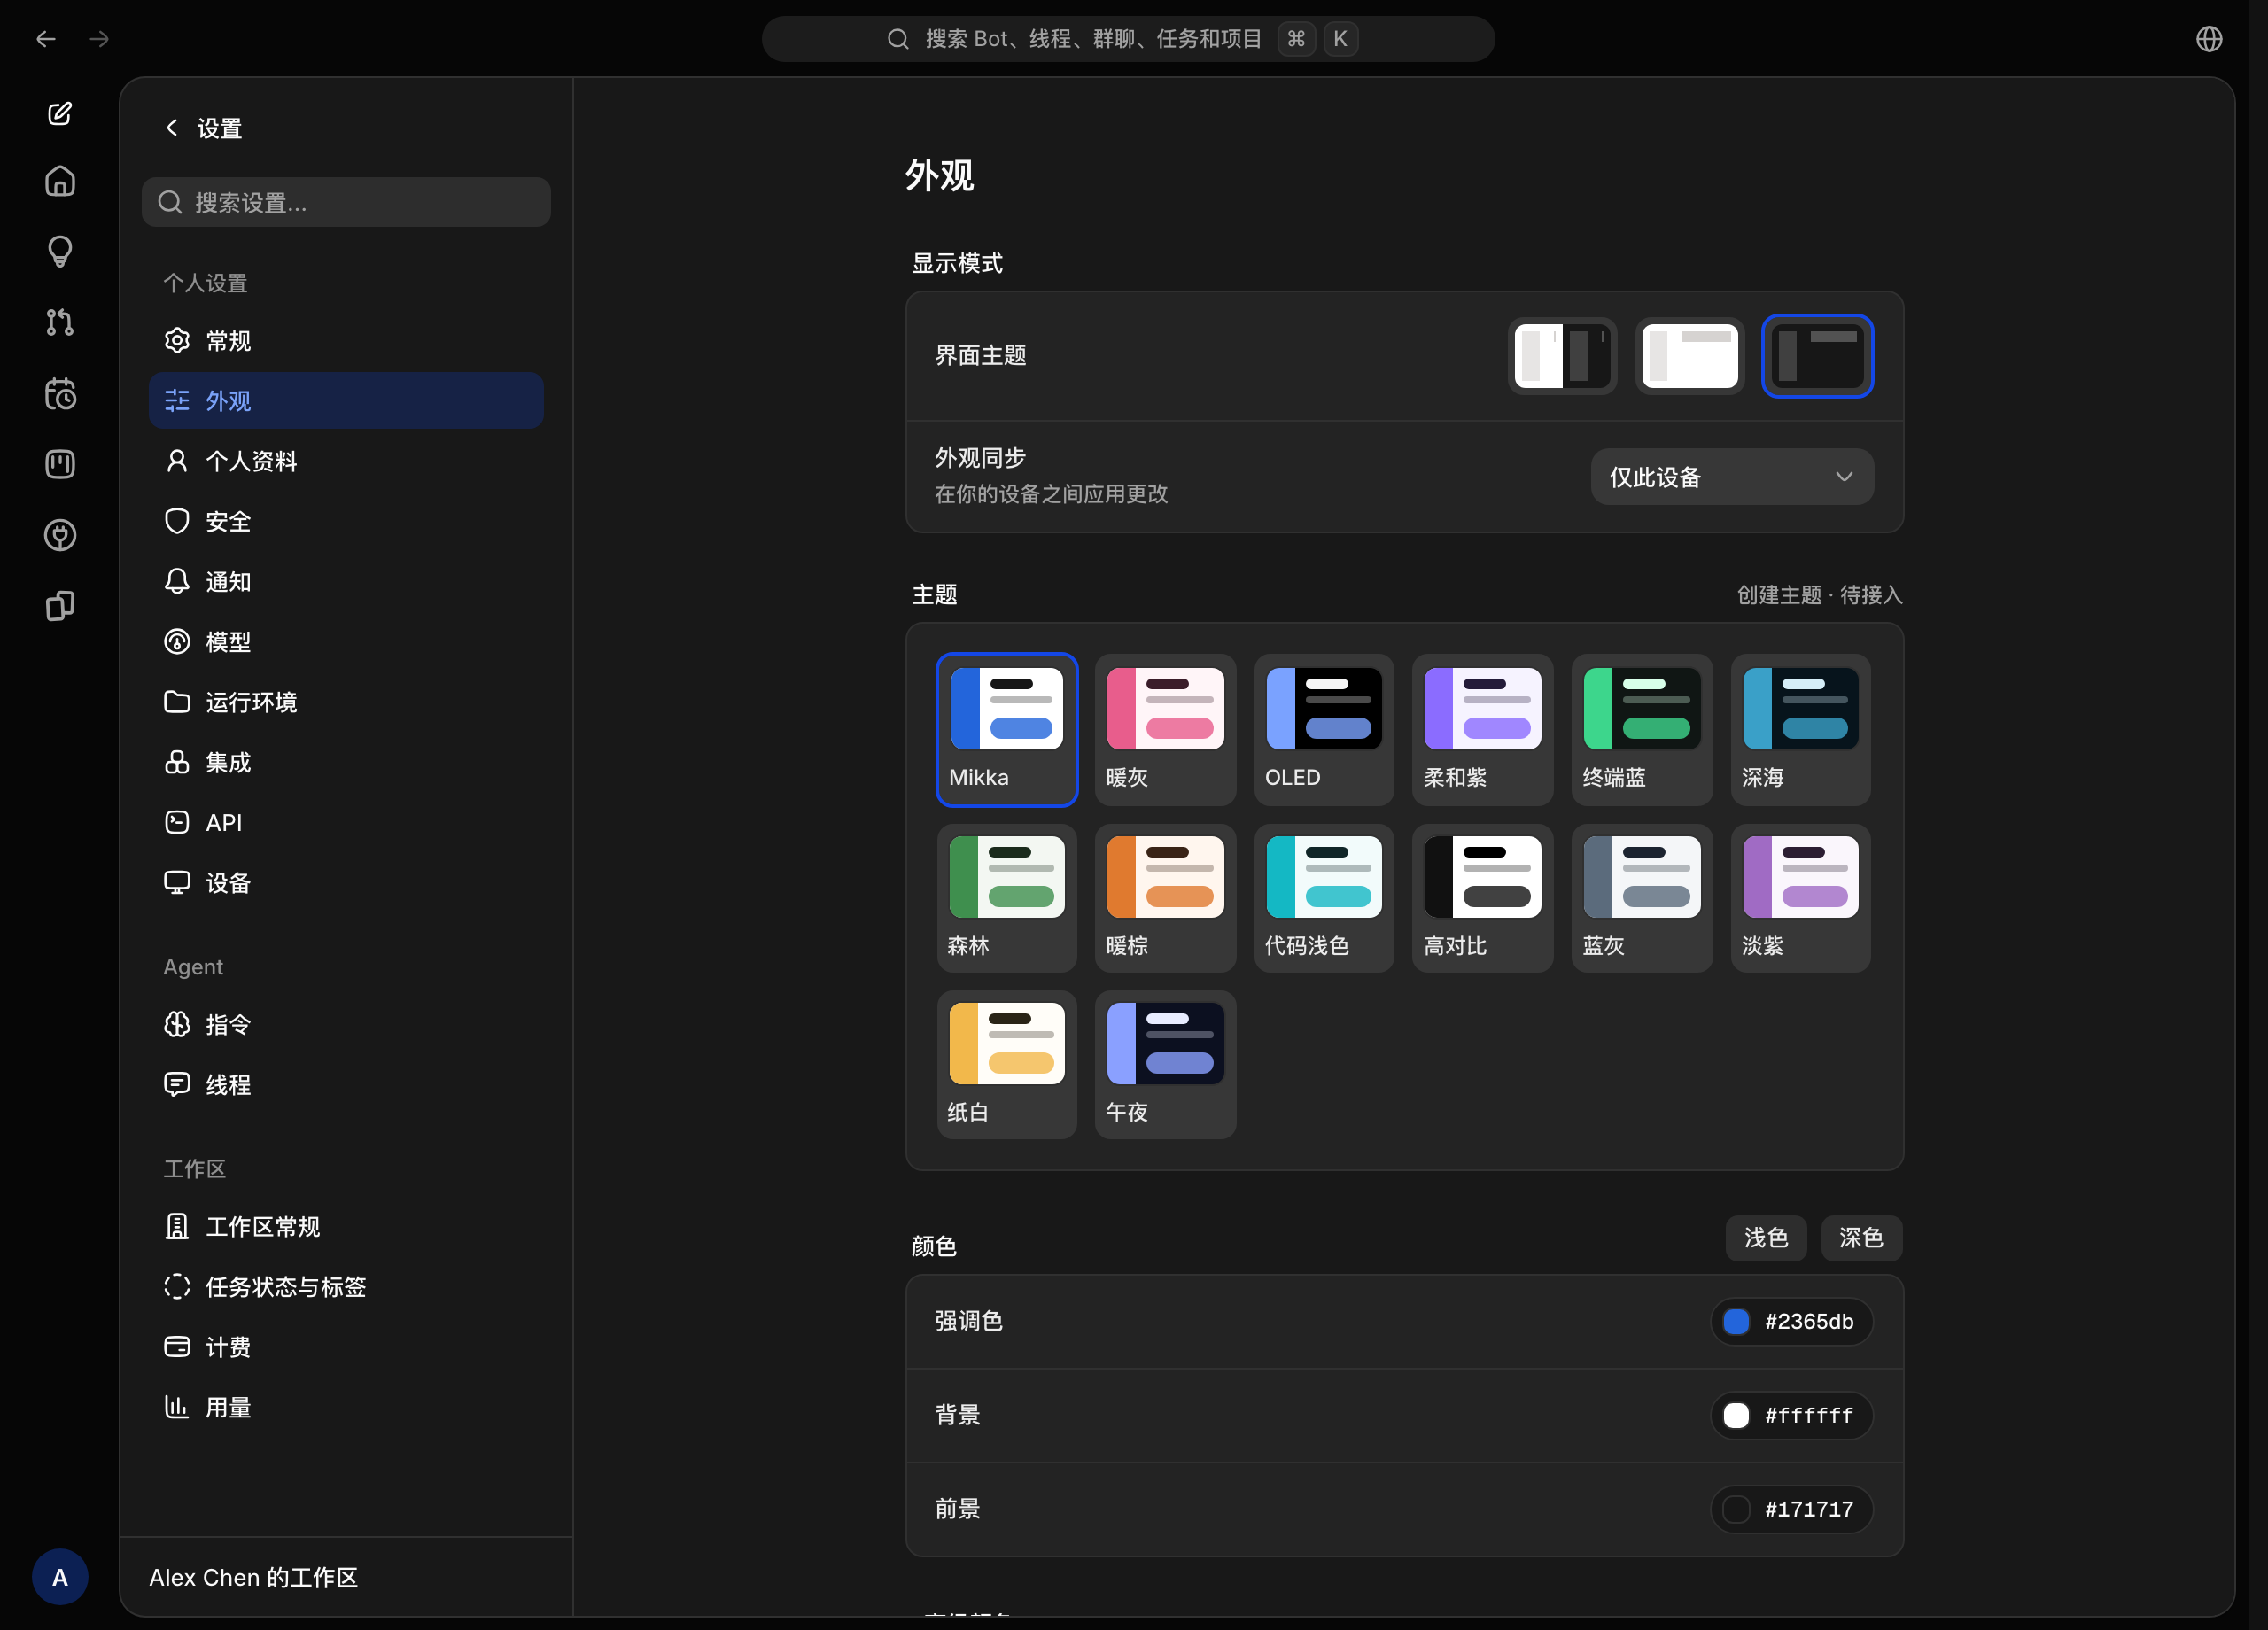 搜索 Bot、线程、群聊、任务和项目 ⌘ K
设置
搜索设置...
个人设置
常规
外观
个人资料
安全
通知
模型
运行环境
集成
API
设备
Agent
指令
线程
工作区
工作区常规
任务状态与标签
计费
用量
A
Alex Chen 的工作区
外观
显示模式
界面主题
外观同步
在你的设备之间应用更改
仅此设备
主题
创建主题 · 待接入
Mikka
暖灰
OLED
柔和紫
终端蓝
深海
森林
暖棕
代码浅色
高对比
蓝灰
淡紫
纸白
午夜
颜色
浅色
深色
强调色
#2365db
背景
#ffffff
前景
#171717